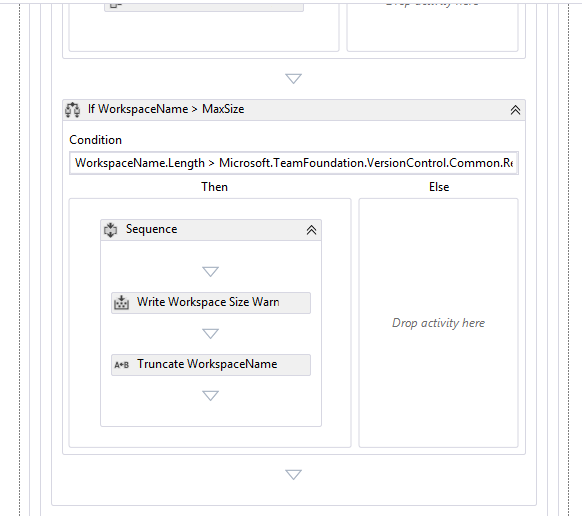 Drop activity here
If WorkspaceName > MaxSize
Condition
WorkspaceName.Length > Microsoft.TeamFoundation.VersionControl.Common.Re
Then
Else
Sequence
Write Workspace Size Warn
Drop activity here
A+B Truncate WorkspaceName